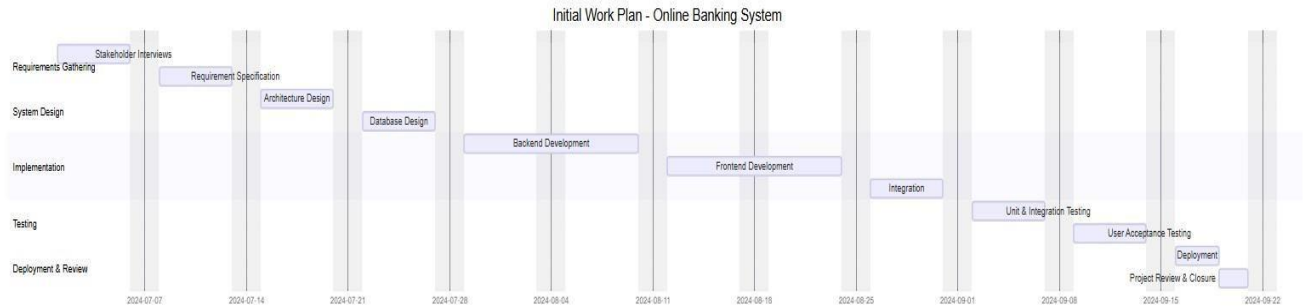 Initial Work Plan - Online Banking System
Stakeholder Interviews
Requirements Gathering
Requirement Specification
Architecture Design
System Design
Database Design
Backend Development
Implementation
Frontend Development
Integration
Unit & Integration Testing
Testing
User Acceptance Testing
Deployment
Deployment & Review
Project Review & Closure
2024-07-07 2024-07-14 2024-07-21 2024-07-28 2024-08-04 2024-08-11 2024-08-18 2024-08-25 2024-09-01 2024-09-08 2024-09-15 2024-09-22